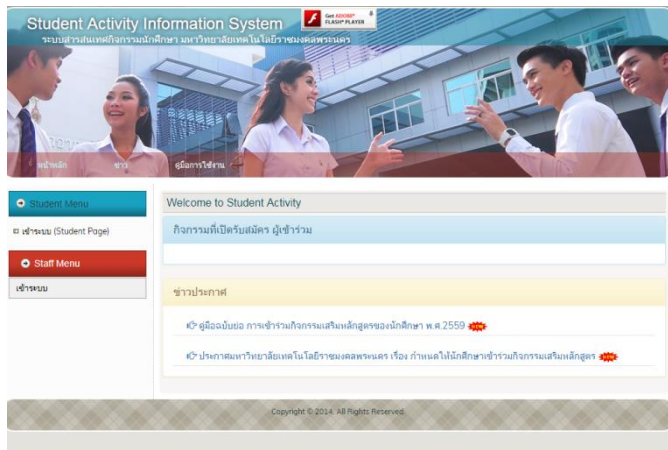 Student Activity Information System
Get ADOBE® FLASH® PLAYER
ระบบสารสนเทศกิจกรรมนักศึกษา มหาวิทยาลัยเทคโนโลยีราชมงคลพระนคร
หน้าหลัก ข่าว คู่มือการใช้งาน
Student Menu
Welcome to Student Activity
เข้าระบบ (Student Page)
กิจกรรมที่เปิดรับสมัคร ผู้เข้าร่วม
Staff Menu
เข้าระบบ
ข่าวประกาศ
คู่มือฉบับย่อ การเข้าร่วมกิจกรรมเสริมหลักสูตรของนักศึกษา พ.ศ.2559 NEW
ประกาศมหาวิทยาลัยเทคโนโลยีราชมงคลพระนคร เรื่อง กำหนดให้นักศึกษาเข้าร่วมกิจกรรมเสริมหลักสูตร NEW
Copyright © 2014. All Rights Reserved.